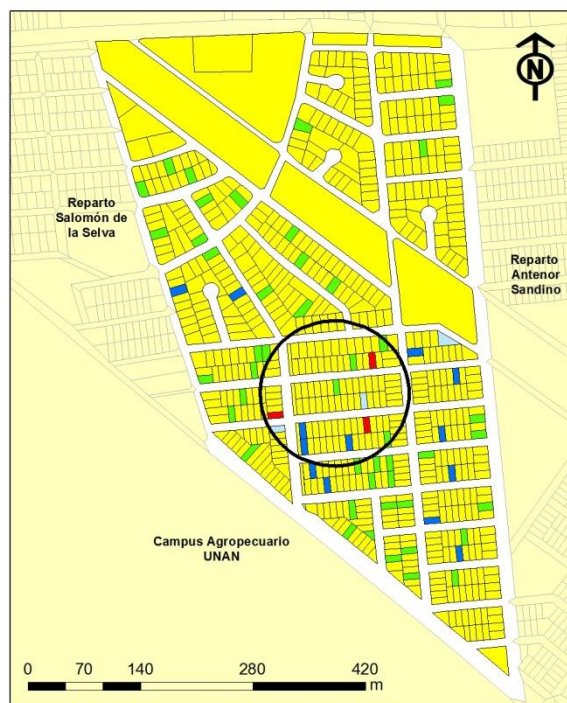 N
Reparto
Salomón de
la Selva
Reparto
Antenor
Sandino
Campus Agropecuario
UNAN
0 70 140 280 420
m